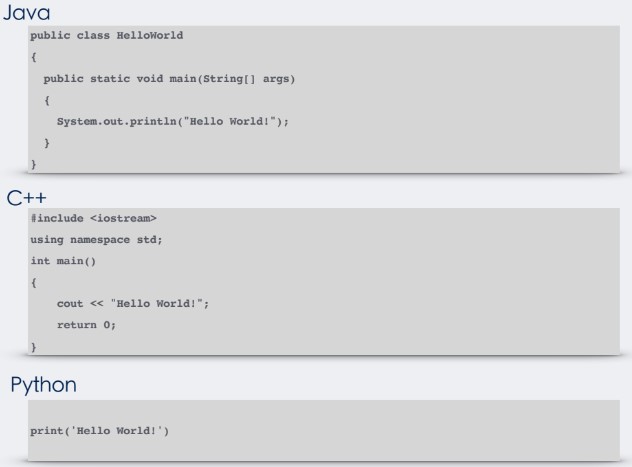 Java
public class HelloWorld
{
public static void main(String[] args)
{
System.out.println("Hello World!");
}
}
C++
#include <iostream>
using namespace std;
int main()
{
cout << "Hello World!";
return 0;
}
Python
print('Hello World!')